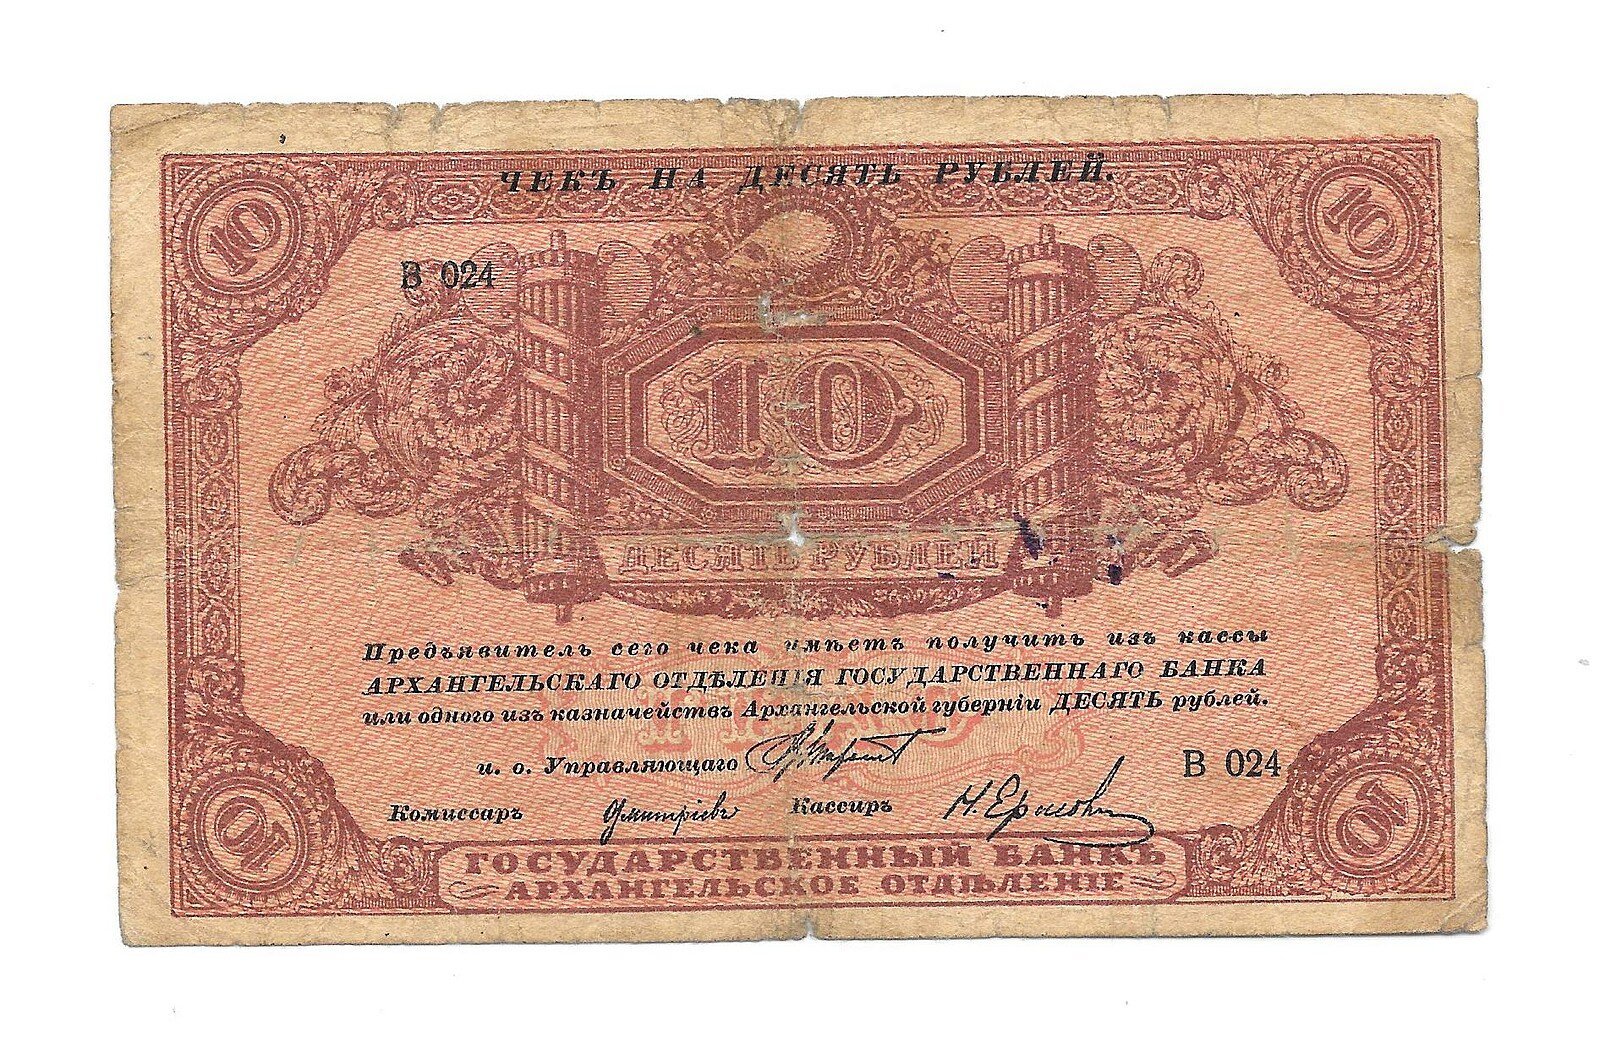 ЧЕКЪ НА ДЕСЯТЬ РУБЛЕЙ.
10 10
В 024
10
ДЕСЯТЬ РУБЛЕЙ
Предъявитель сего чека имѣетъ получить изъ кассы
АРХАНГЕЛЬСКАГО ОТДѢЛЕНІЯ ГОСУДАРСТВЕННАГО БАНКА
или одного изъ казначействъ Архангельской губерніи ДЕСЯТЬ рублей.
и. о. Управляющаго
В 024
Комиссаръ Дмитріевъ Кассиръ
10 10
ГОСУДАРСТВЕННЫЙ БАНКЪ
АРХАНГЕЛЬСКОЕ ОТДѢЛЕНІЕ